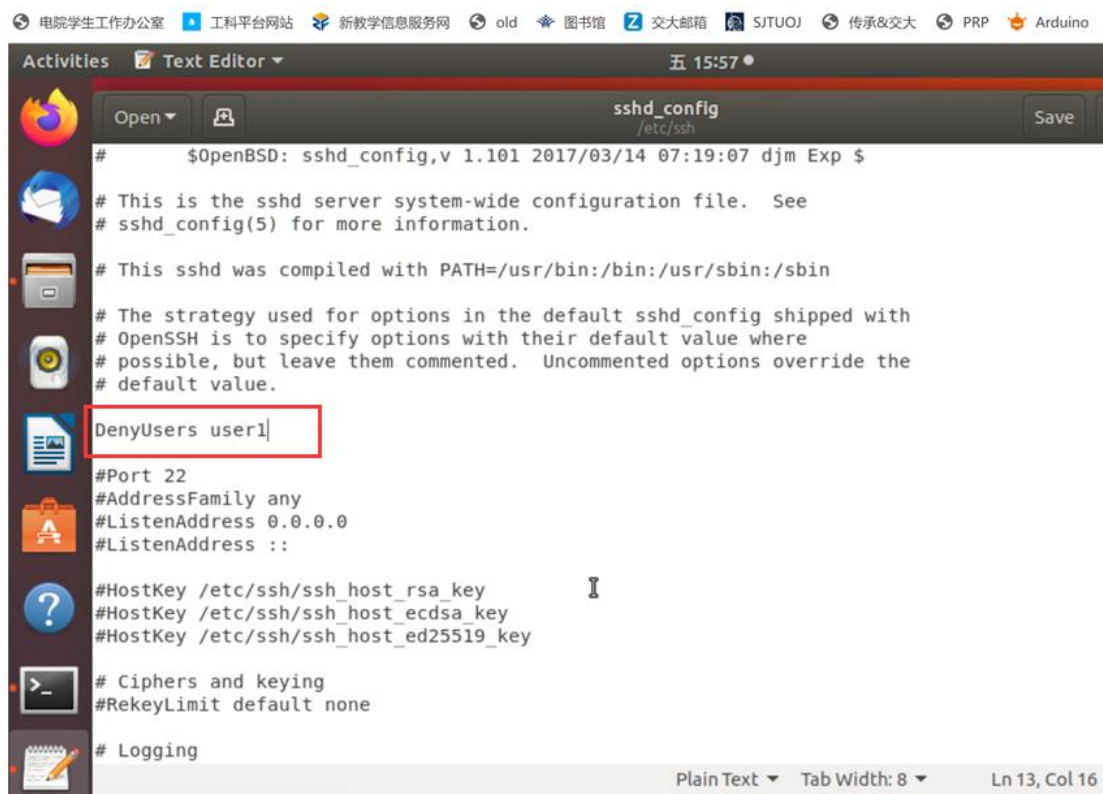 电院学生工作办公室 工科平台网站 新教学信息服务网 old 图书馆 Z 交大邮箱 SJTUOJ 传承&交大 PRP Arduino
Activities Text Editor 五 15:57
Open sshd_config Save
/etc/ssh
#       $OpenBSD: sshd_config,v 1.101 2017/03/14 07:19:07 djm Exp $
# This is the sshd server system-wide configuration file.  See
# sshd_config(5) for more information.
# This sshd was compiled with PATH=/usr/bin:/bin:/usr/sbin:/sbin
# The strategy used for options in the default sshd_config shipped with
# OpenSSH is to specify options with their default value where
# possible, but leave them commented.  Uncommented options override the
# default value.
DenyUsers user1
#Port 22
#AddressFamily any
#ListenAddress 0.0.0.0
#ListenAddress ::
#HostKey /etc/ssh/ssh_host_rsa_key
#HostKey /etc/ssh/ssh_host_ecdsa_key
#HostKey /etc/ssh/ssh_host_ed25519_key
# Ciphers and keying
#RekeyLimit default none
# Logging
Plain Text Tab Width: 8 Ln 13, Col 16